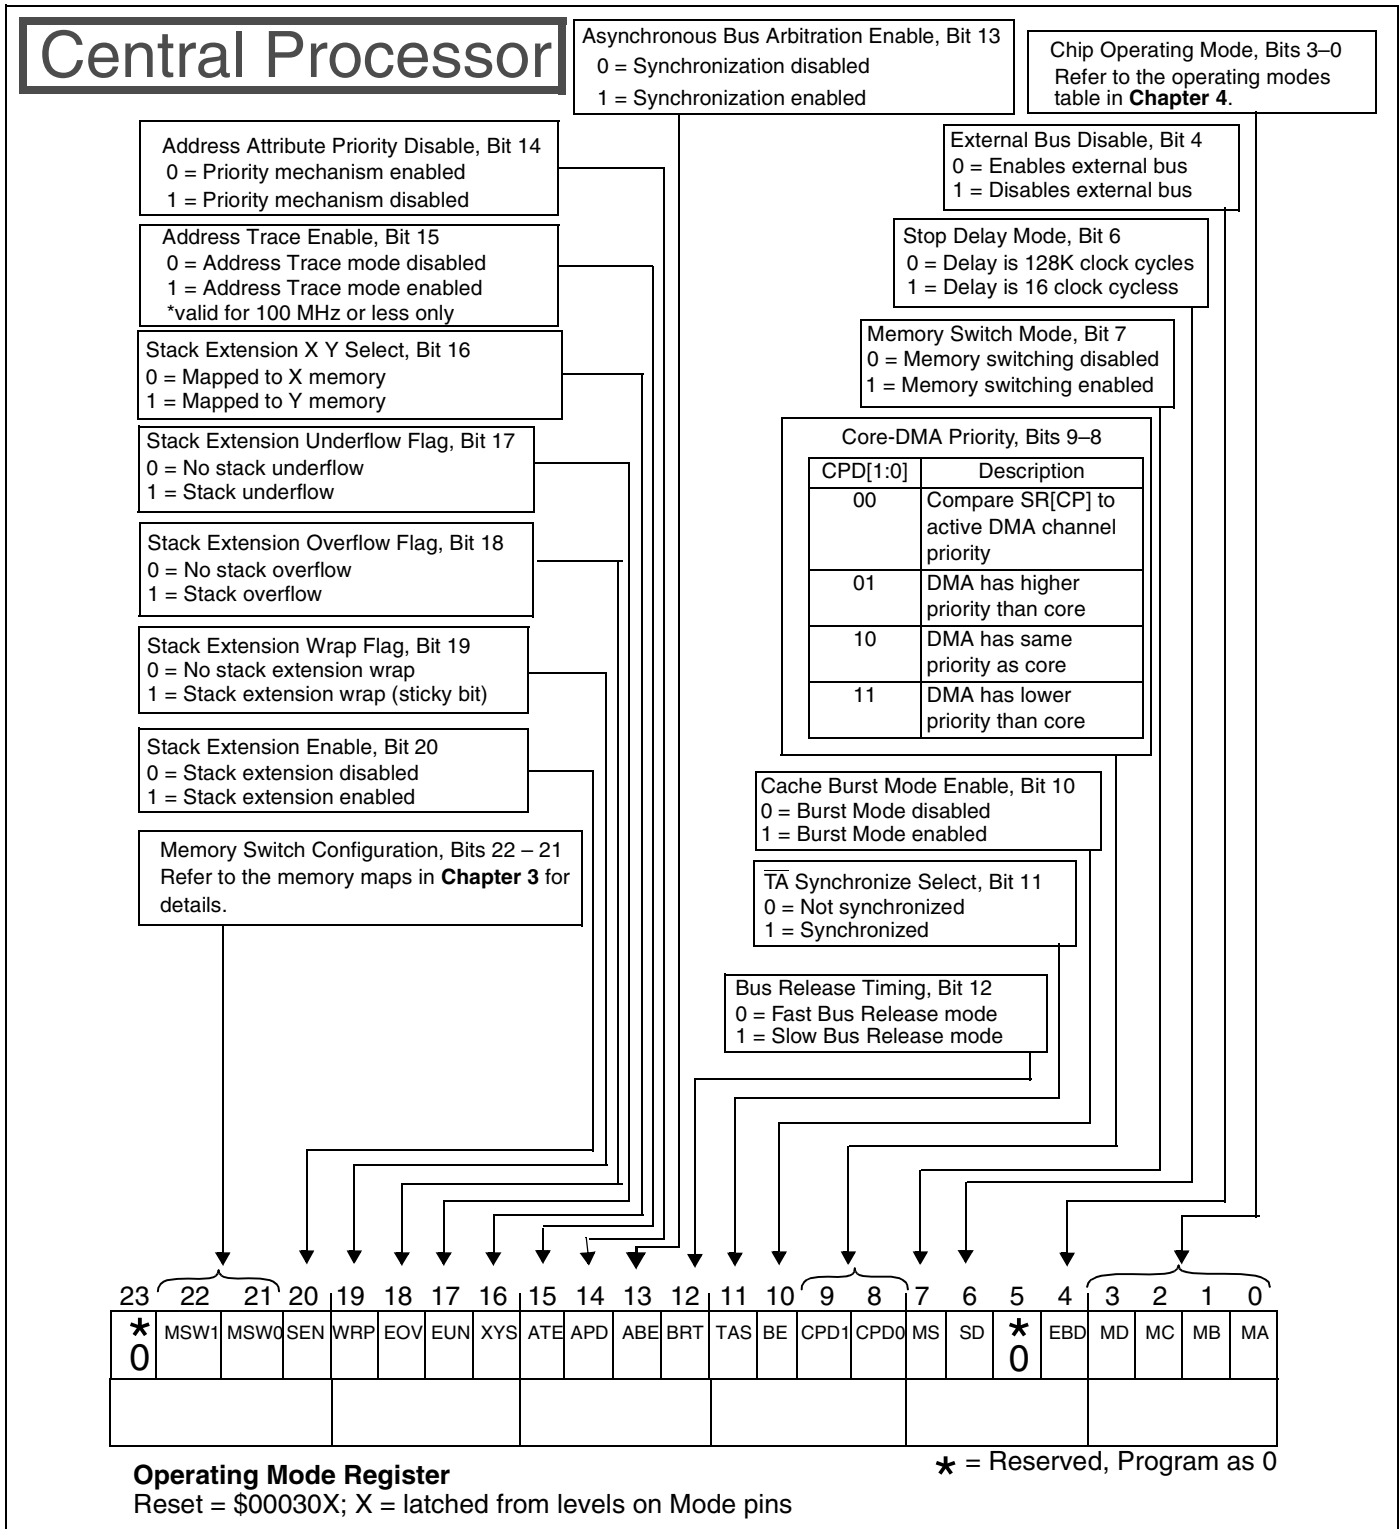 Central Processor
Asynchronous Bus Arbitration Enable, Bit 13
0 = Synchronization disabled
1 = Synchronization enabled
Chip Operating Mode, Bits 3–0
Refer to the operating modes
table in Chapter 4.
Address Attribute Priority Disable, Bit 14
0 = Priority mechanism enabled
1 = Priority mechanism disabled
External Bus Disable, Bit 4
0 = Enables external bus
1 = Disables external bus
Address Trace Enable, Bit 15
0 = Address Trace mode disabled
1 = Address Trace mode enabled
*valid for 100 MHz or less only
Stop Delay Mode, Bit 6
0 = Delay is 128K clock cycles
1 = Delay is 16 clock cycless
Stack Extension X Y Select, Bit 16
0 = Mapped to X memory
1 = Mapped to Y memory
Memory Switch Mode, Bit 7
0 = Memory switching disabled
1 = Memory switching enabled
Stack Extension Underflow Flag, Bit 17
0 = No stack underflow
1 = Stack underflow
Core-DMA Priority, Bits 9–8
CPD[1:0] Description
00 Compare SR[CP] to
active DMA channel
priority
01 DMA has higher
priority than core
10 DMA has same
priority as core
11 DMA has lower
priority than core
Stack Extension Overflow Flag, Bit 18
0 = No stack overflow
1 = Stack overflow
Stack Extension Wrap Flag, Bit 19
0 = No stack extension wrap
1 = Stack extension wrap (sticky bit)
Stack Extension Enable, Bit 20
0 = Stack extension disabled
1 = Stack extension enabled
Cache Burst Mode Enable, Bit 10
0 = Burst Mode disabled
1 = Burst Mode enabled
Memory Switch Configuration, Bits 22 – 21
Refer to the memory maps in Chapter 3 for
details.
TA Synchronize Select, Bit 11
0 = Not synchronized
1 = Synchronized
Bus Release Timing, Bit 12
0 = Fast Bus Release mode
1 = Slow Bus Release mode
23 22 21 20 19 18 17 16 15 14 13 12 11 10 9 8 7 6 5 4 3 2 1 0
* MSW1 MSW0 SEN WRP EOV EUN XYS ATE APD ABE BRT TAS BE CPD1 CPD0 MS SD * EBD MD MC MB MA
0 0
Operating Mode Register
* = Reserved, Program as 0
Reset = $00030X; X = latched from levels on Mode pins